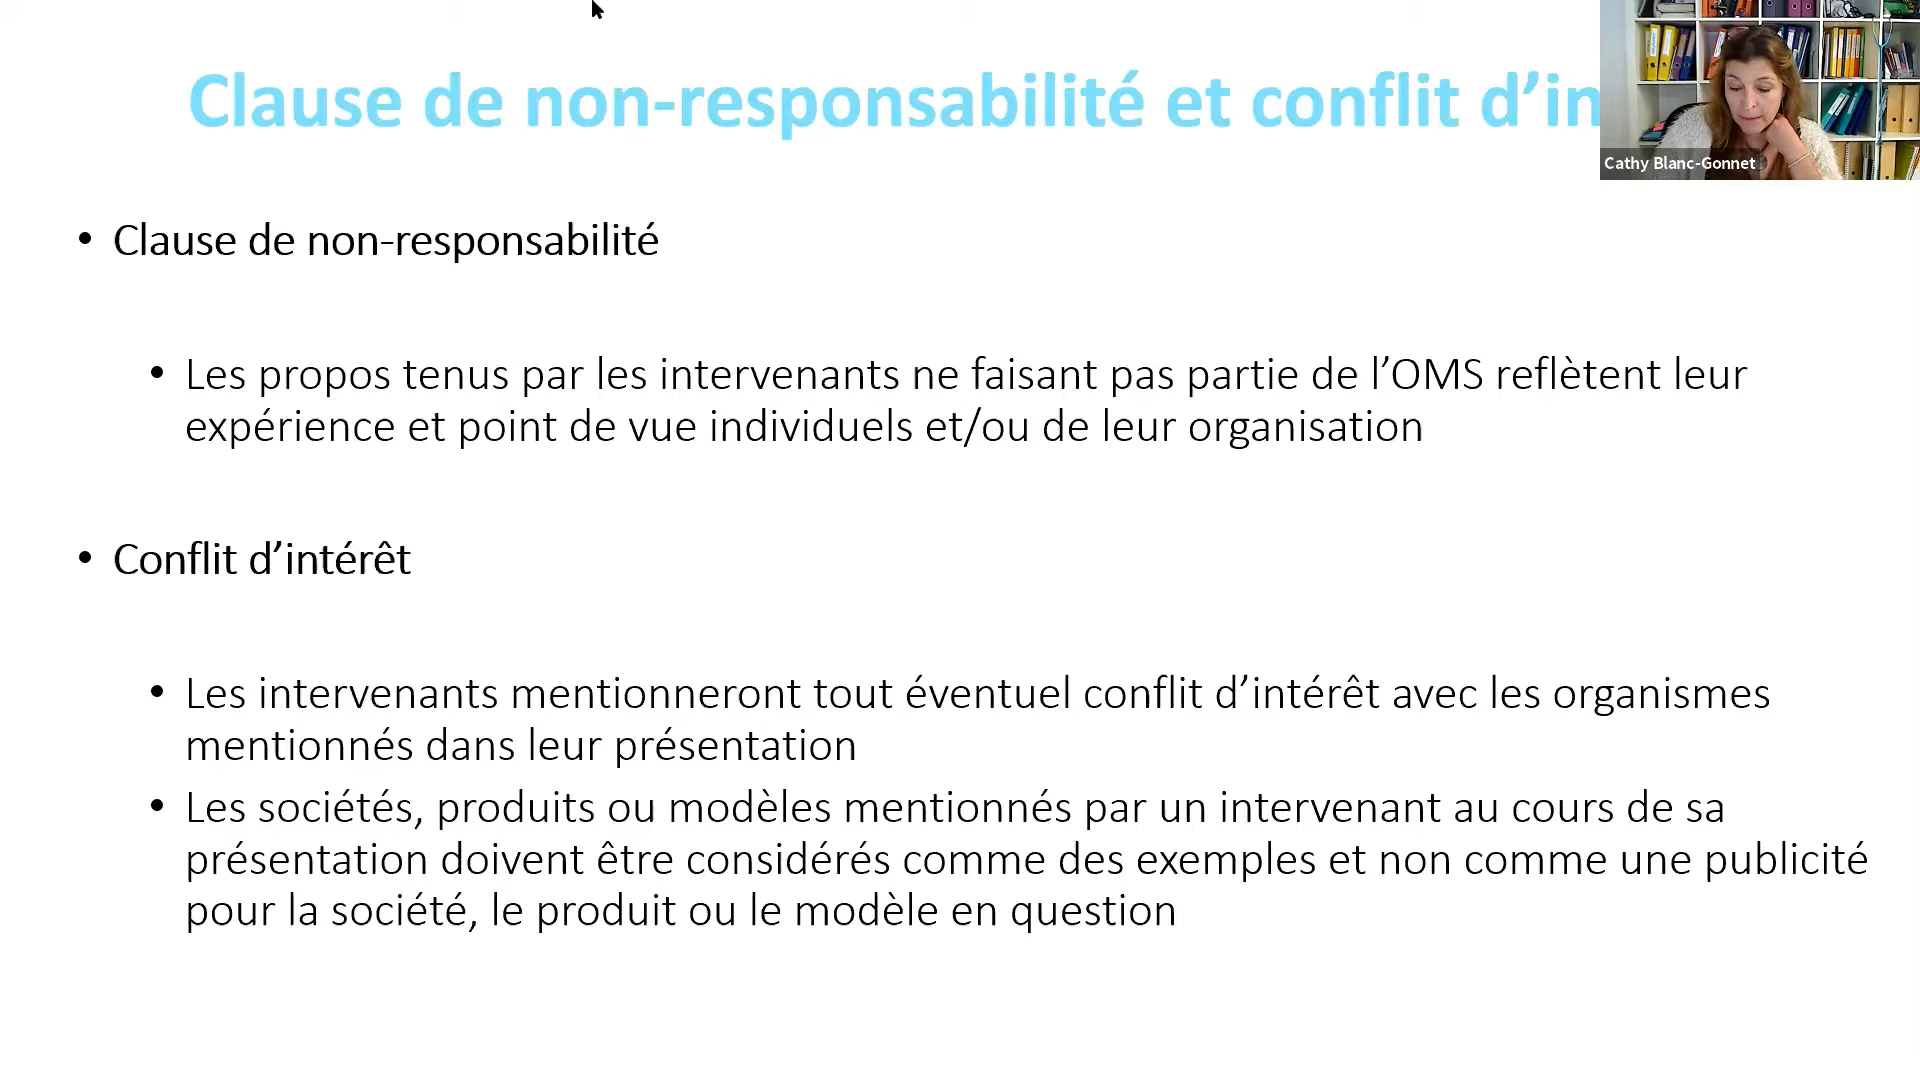 Clause de non-responsabilité et conflit d’in
Cathy Blanc-Gonnet
• Clause de non-responsabilité
• Les propos tenus par les intervenants ne faisant pas partie de l’OMS reflètent leur
expérience et point de vue individuels et/ou de leur organisation
• Conflit d’intérêt
• Les intervenants mentionneront tout éventuel conflit d’intérêt avec les organismes
mentionnés dans leur présentation
• Les sociétés, produits ou modèles mentionnés par un intervenant au cours de sa
présentation doivent être considérés comme des exemples et non comme une publicité
pour la société, le produit ou le modèle en question